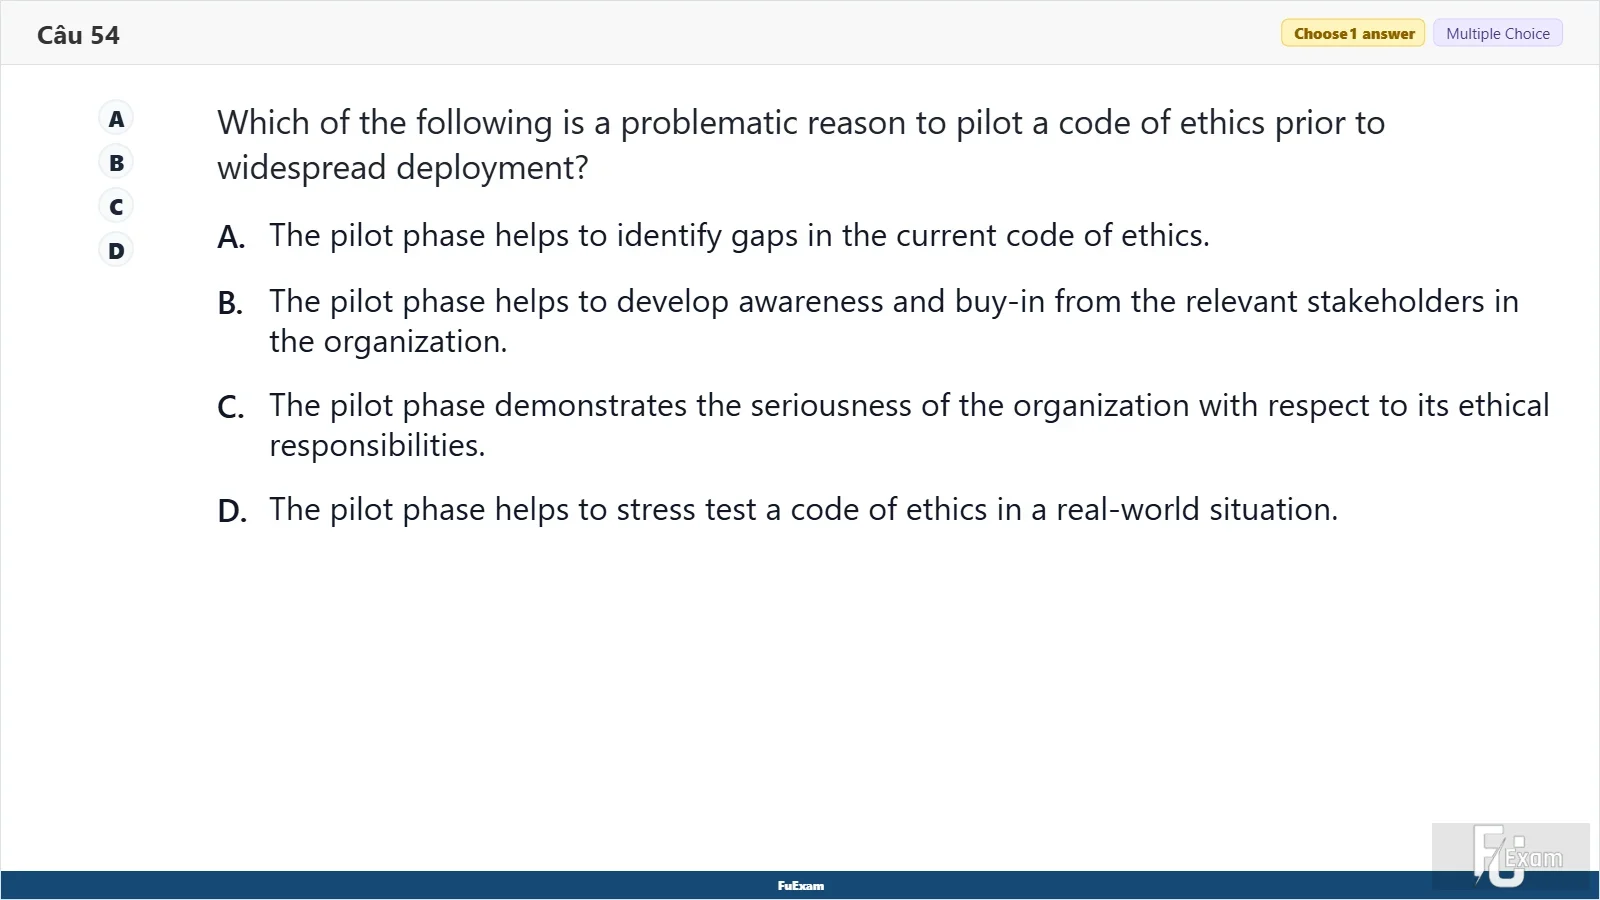 Câu 54
Choose 1 answer
Multiple Choice
A
B
C
D
Which of the following is a problematic reason to pilot a code of ethics prior to
widespread deployment?
A. The pilot phase helps to identify gaps in the current code of ethics.
B. The pilot phase helps to develop awareness and buy-in from the relevant stakeholders in
the organization.
C. The pilot phase demonstrates the seriousness of the organization with respect to its ethical
responsibilities.
D. The pilot phase helps to stress test a code of ethics in a real-world situation.
FU Exam
FuExam